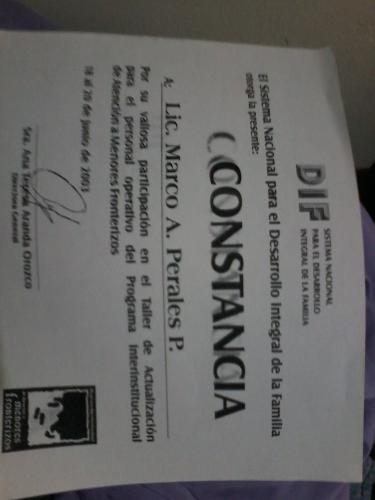 DIF
SISTEMA NACIONAL
PARA EL DESARROLLO
INTEGRAL DE LA FAMILIA
El Sistema Nacional para el Desarrollo Integral de la Familia
otorga la presente:
CONSTANCIA
A: Lic. Marco A. Perales P.
Por su valiosa participación en el Taller de Actualización
para el personal operativo del Programa Interinstitucional
de Atención a Menores Fronterizos
18 al 20 de junio de 2003
Sra. Ana Teresa Aranda Orozco
Directora General
menores
fronterizos